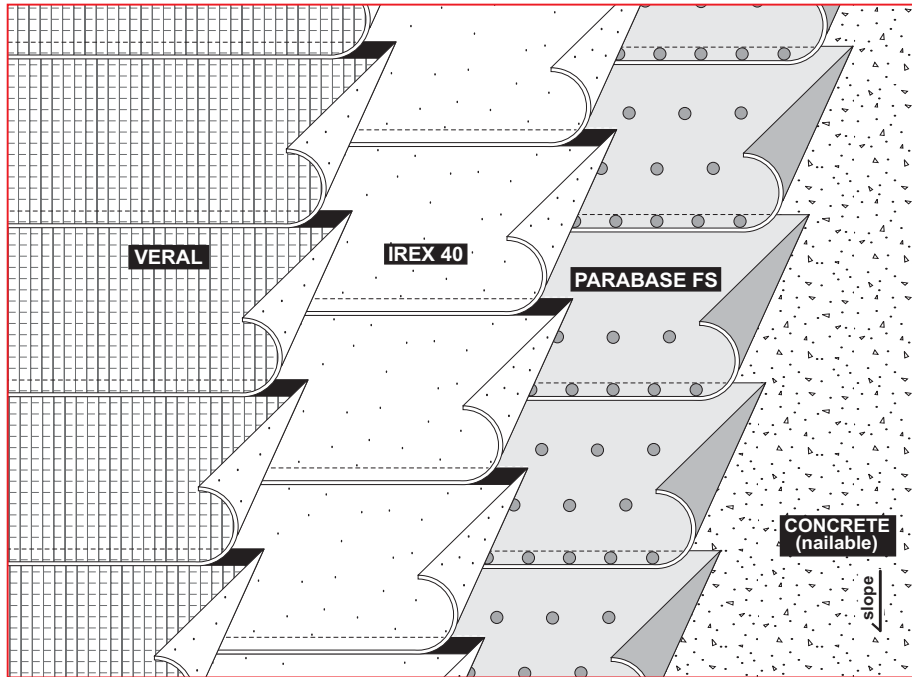 VERAL
IREX 40
PARABASE FS
CONCRETE
(nailable)
slope